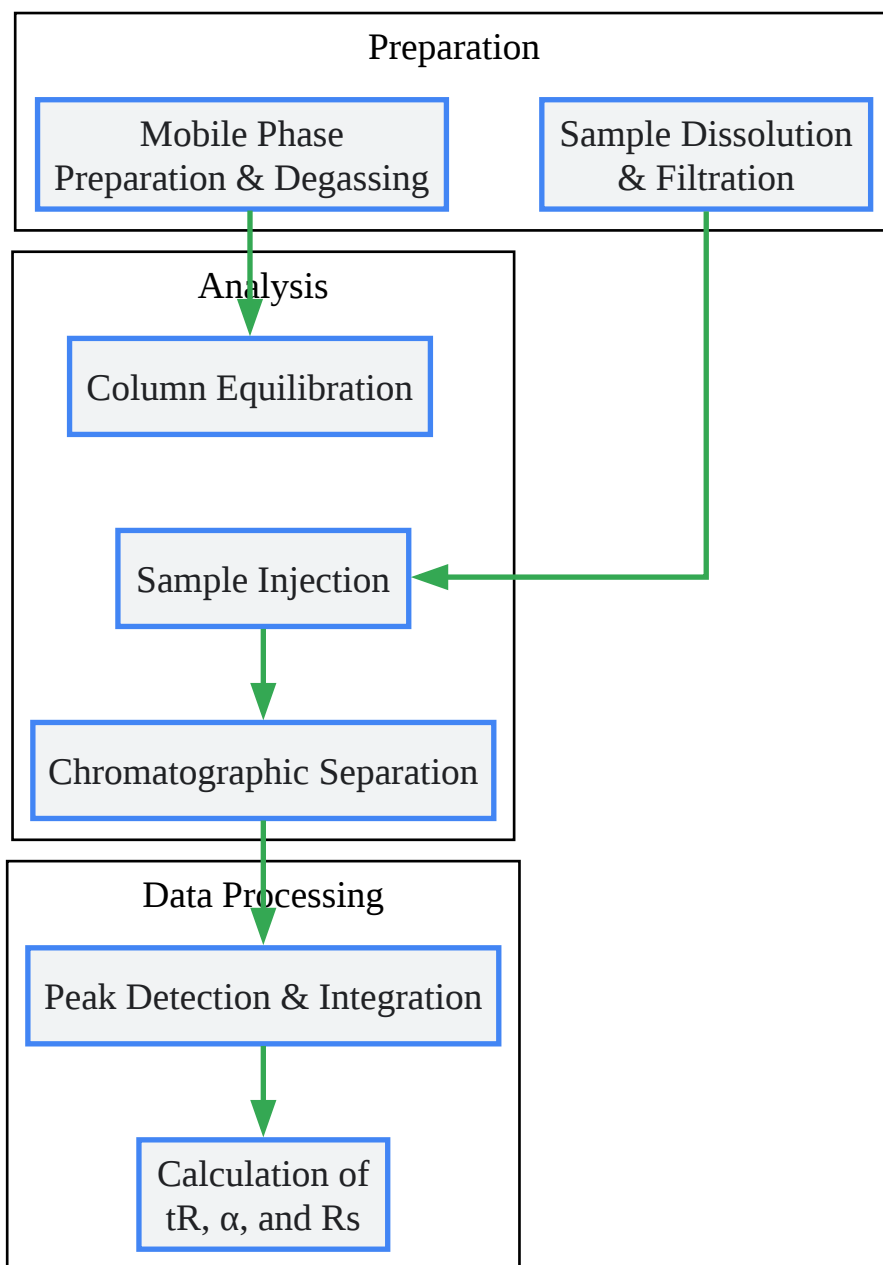 Preparation
Mobile Phase
Preparation & Degassing
Sample Dissolution
& Filtration
Analysis
Column Equilibration
Sample Injection
Chromatographic Separation
Data Processing
Peak Detection & Integration
Calculation of
tR, α, and Rs